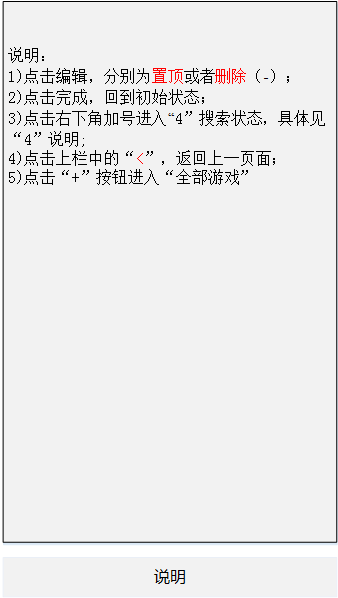 说明：
1)点击编辑，分别为置顶或者删除（-）；
2)点击完成，回到初始状态；
3)点击右下角加号进入“4”搜索状态，具体见
“4”说明；
4)点击上栏中的“<”，返回上一页面；
5)点击“+”按钮进入“全部游戏”
说明